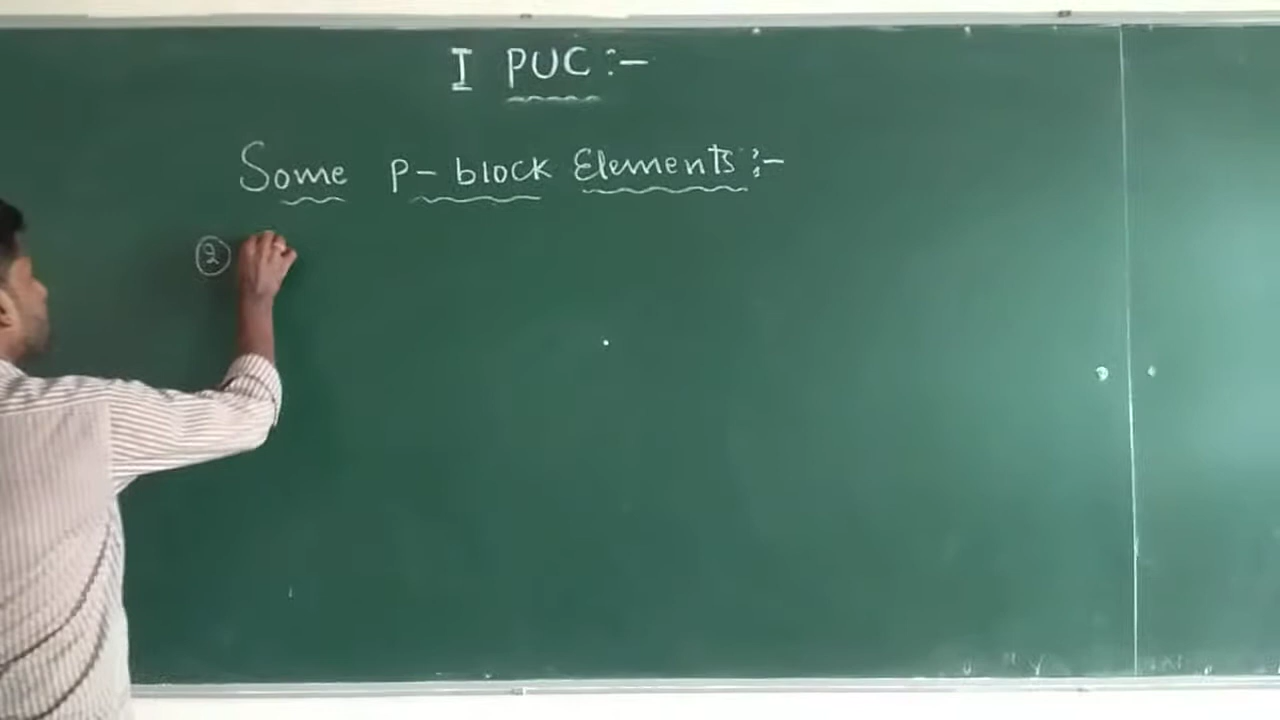 I PUC :-
Some P-block Elements :-
②